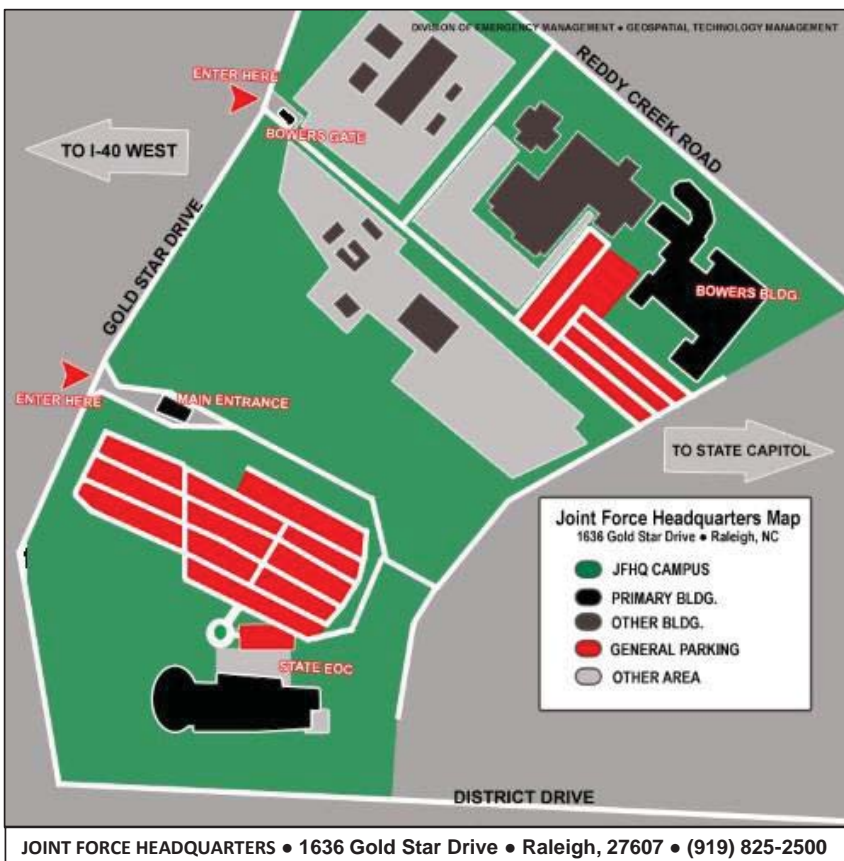 DIVISION OF EMERGENCY MANAGEMENT ● GEOSPATIAL TECHNOLOGY MANAGEMENT
ENTER HERE
REDDY CREEK ROAD
BOWERS GATE
TO I-40 WEST
GOLD STAR DRIVE
BOWERS BLDG.
ENTER HERE
MAIN ENTRANCE
TO STATE CAPITOL
Joint Force Headquarters Map
1636 Gold Star Drive ● Raleigh, NC
JFHQ CAMPUS
PRIMARY BLDG.
OTHER BLDG.
GENERAL PARKING
OTHER AREA
STATE EOC
DISTRICT DRIVE
JOINT FORCE HEADQUARTERS ● 1636 Gold Star Drive ● Raleigh, 27607 ● (919) 825-2500